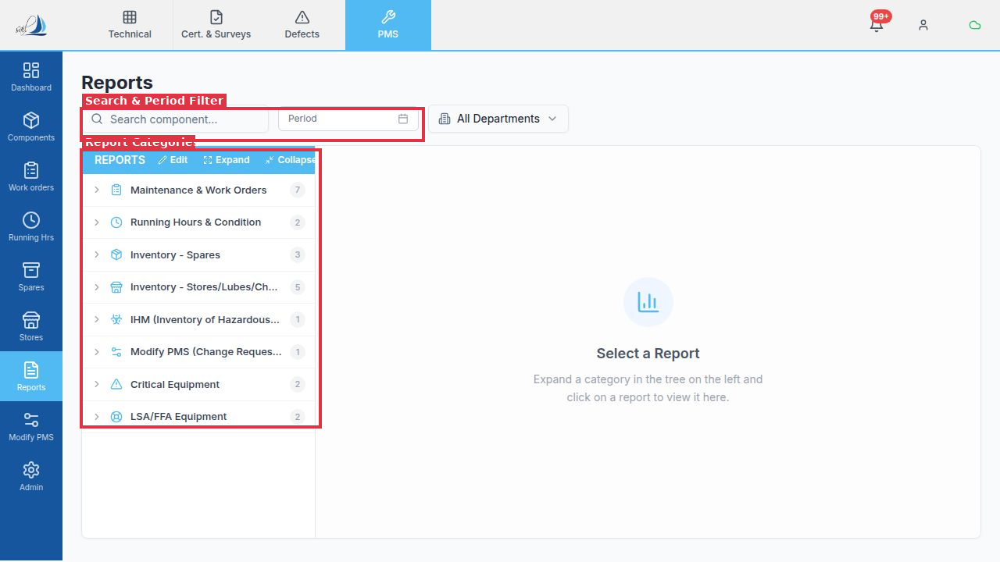 sail
Technical
Cert. & Surveys
Defects
PMS
99+
Dashboard
Components
Work orders
Running Hrs
Spares
Stores
Reports
Modify PMS
Admin
Reports
Search & Period Filter
Search component...
Period
All Departments
Report Categories
REPORTS Edit Expand Collapse
Maintenance & Work Orders 7
Running Hours & Condition 2
Inventory - Spares 3
Inventory - Stores/Lubes/Ch... 5
IHM (Inventory of Hazardous... 1
Modify PMS (Change Reques... 1
Critical Equipment 2
LSA/FFA Equipment 2
Select a Report
Expand a category in the tree on the left and
click on a report to view it here.